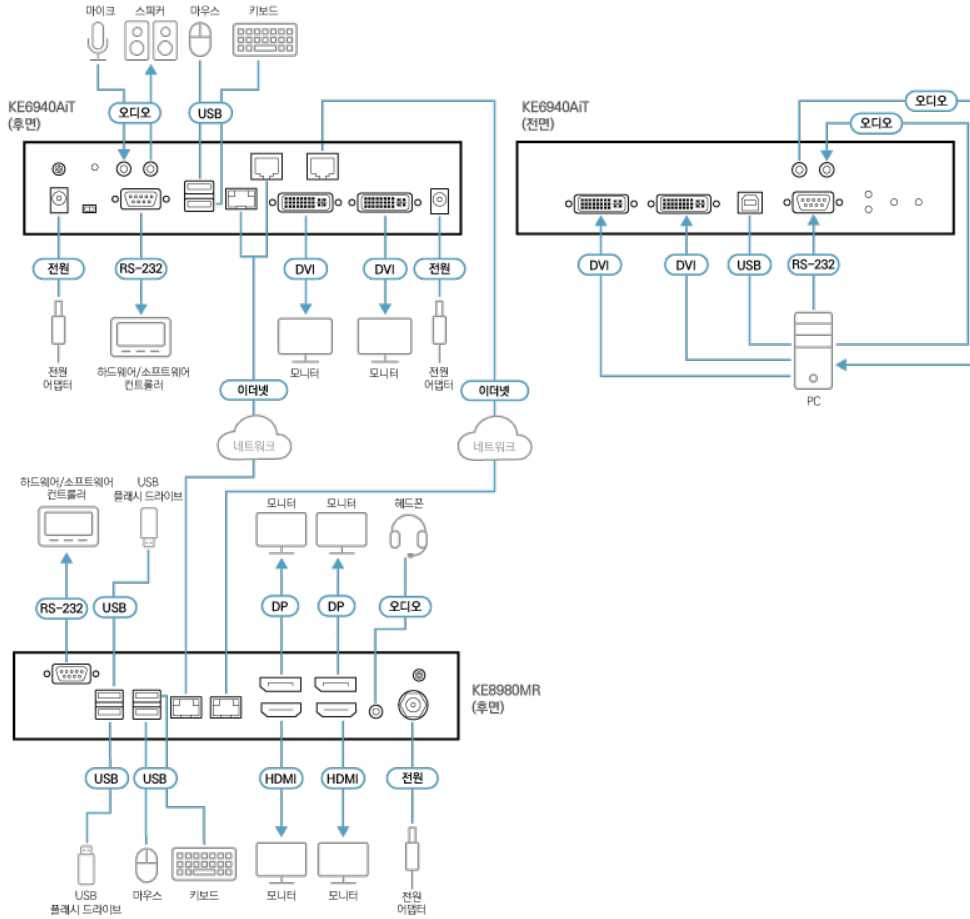 마이크
스피커
마우스
키보드
KE6940AiT
(후면)
오디오
USB
KE6940AiT
(전면)
오디오
오디오
전원
RS-232
DVI
DVI
전원
DVI
DVI
USB
RS-232
전원
어댑터
하드웨어/소프트웨어
컨트롤러
모니터
모니터
전원
어댑터
PC
이더넷
이더넷
네트워크
네트워크
하드웨어/소프트웨어
컨트롤러
USB
플래시 드라이브
모니터
모니터
헤드폰
RS-232
USB
DP
DP
오디오
KE8980MR
(후면)
USB
USB
HDMI
HDMI
전원
USB
플래시 드라이브
마우스
키보드
모니터
모니터
전원
어댑터